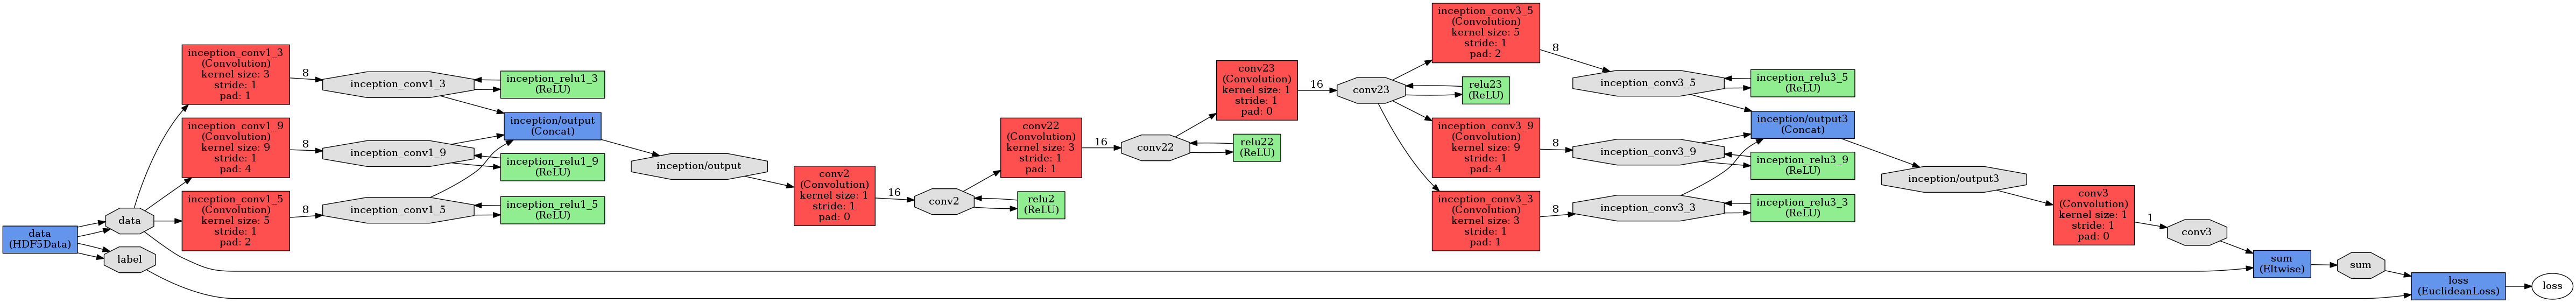 data
(HDF5Data)
data
label
inception_conv1_3
(Convolution)
kernel size: 3
stride: 1
pad: 1
inception_conv1_9
(Convolution)
kernel size: 9
stride: 1
pad: 4
inception_conv1_5
(Convolution)
kernel size: 5
stride: 1
pad: 2
8
8
8
inception_conv1_3
inception_conv1_9
inception_conv1_5
inception_relu1_3
(ReLU)
inception/output
(Concat)
inception_relu1_9
(ReLU)
inception_relu1_5
(ReLU)
inception/output
conv2
(Convolution)
kernel size: 1
stride: 1
pad: 0
16
conv2
relu2
(ReLU)
conv22
(Convolution)
kernel size: 3
stride: 1
pad: 1
16
conv22
relu22
(ReLU)
conv23
(Convolution)
kernel size: 1
stride: 1
pad: 0
16
conv23
relu23
(ReLU)
inception_conv3_5
(Convolution)
kernel size: 5
stride: 1
pad: 2
inception_conv3_9
(Convolution)
kernel size: 9
stride: 1
pad: 4
inception_conv3_3
(Convolution)
kernel size: 3
stride: 1
pad: 1
8
8
8
inception_conv3_5
inception_conv3_9
inception_conv3_3
inception_relu3_5
(ReLU)
inception/output3
(Concat)
inception_relu3_9
(ReLU)
inception_relu3_3
(ReLU)
inception/output3
conv3
(Convolution)
kernel size: 1
stride: 1
pad: 0
1
conv3
sum
(Eltwise)
sum
loss
(EuclideanLoss)
loss